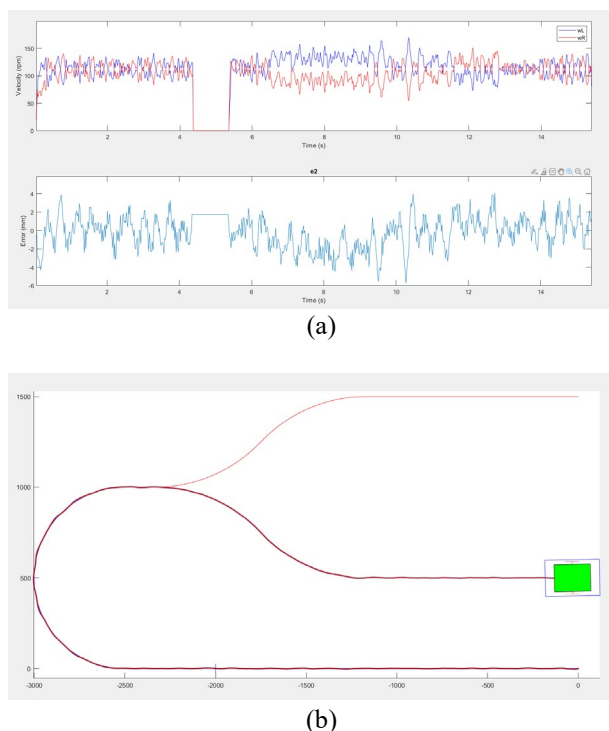 150
100
50
0
Velocity (rpm)
wL
wR
0 2 4 6 8 10 12 14
Time (s)
e2
4
2
0
-2
-4
-6
Error (mm)
0 2 4 6 8 10 12 14
Time (s)
(a)
1500
1000
500
0
-3000 -2500 -2000 -1500 -1000 -500 0
(b)